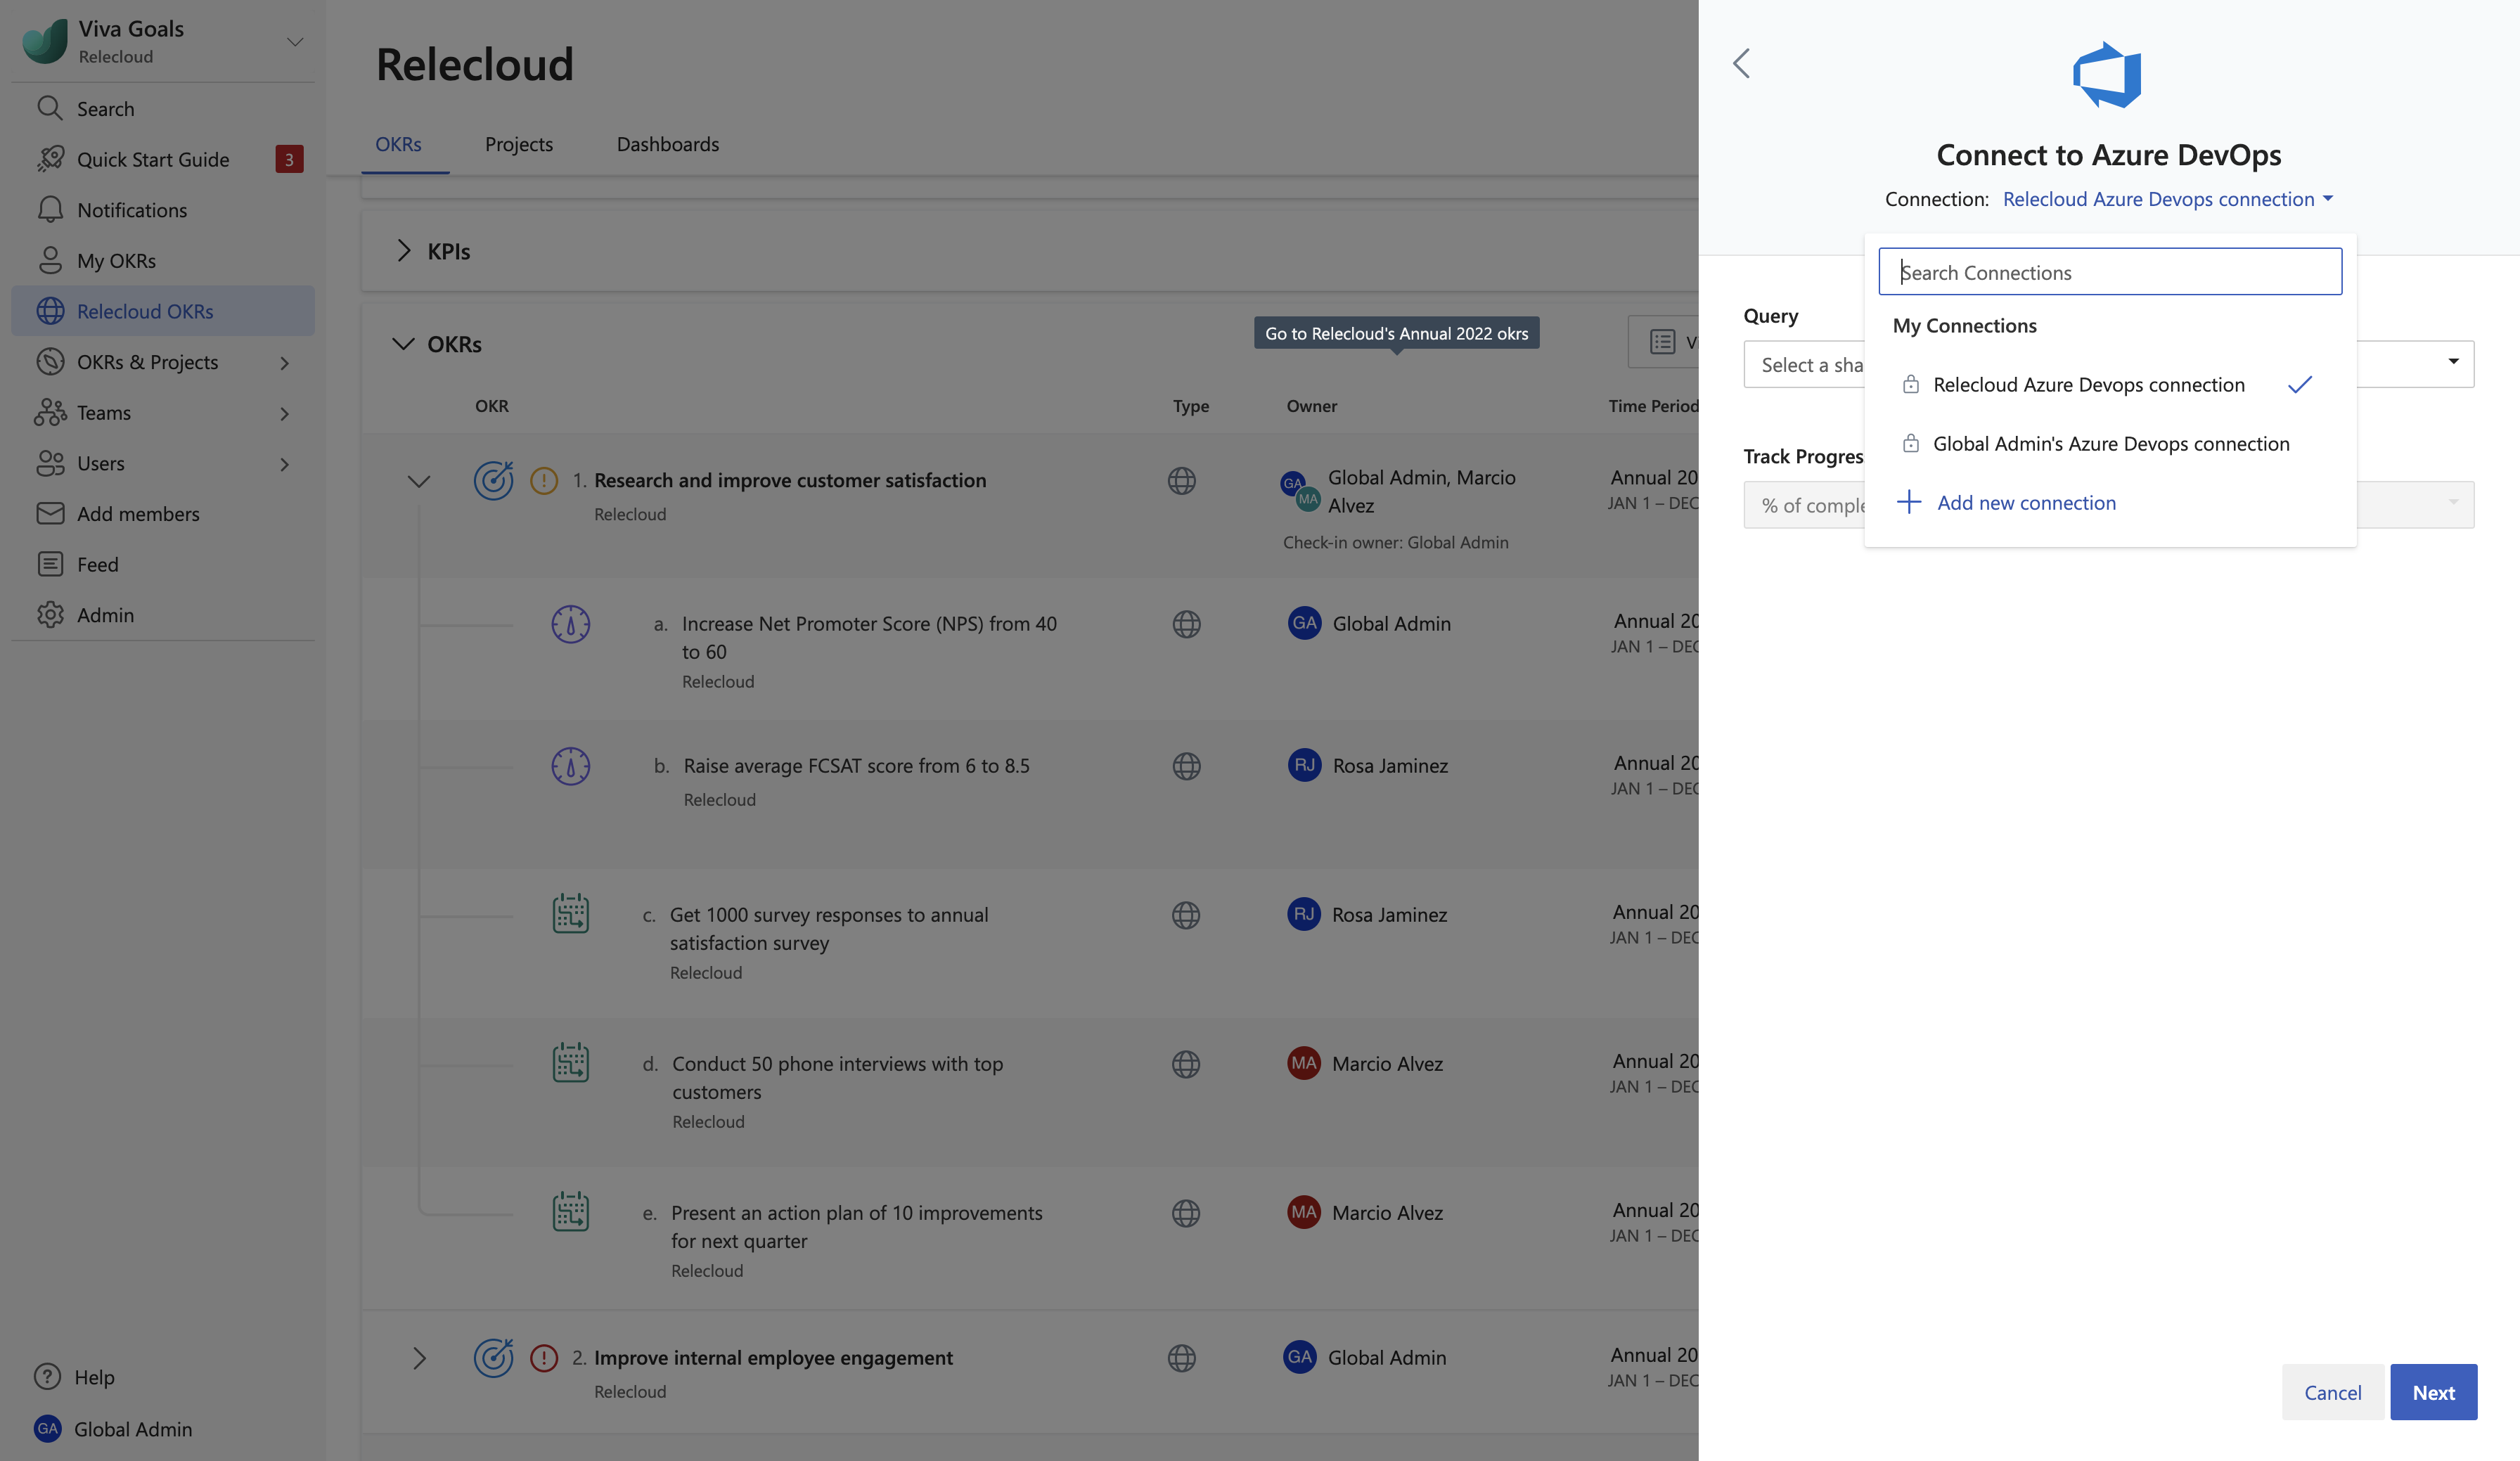 Viva Goals
Relecloud
Search
Quick Start Guide 3
Notifications
My OKRs
Relecloud OKRs
OKRs & Projects
Teams
Users
Add members
Feed
Admin
Help
GA Global Admin
Relecloud
OKRs Projects Dashboards
KPIs
OKRs
Go to Relecloud's Annual 2022 okrs
V
OKR Type Owner Time Period
1. Research and improve customer satisfaction
Relecloud
GA MA Global Admin, Marcio
Alvez
Check-in owner: Global Admin
Annual 20
JAN 1 – DEC
a. Increase Net Promoter Score (NPS) from 40
to 60
Relecloud
GA Global Admin
Annual 20
JAN 1 – DEC
b. Raise average FCSAT score from 6 to 8.5
Relecloud
RJ Rosa Jaminez
Annual 20
JAN 1 – DEC
c. Get 1000 survey responses to annual
satisfaction survey
Relecloud
RJ Rosa Jaminez
Annual 20
JAN 1 – DEC
d. Conduct 50 phone interviews with top
customers
Relecloud
MA Marcio Alvez
Annual 20
JAN 1 – DEC
e. Present an action plan of 10 improvements
for next quarter
Relecloud
MA Marcio Alvez
Annual 20
JAN 1 – DEC
2. Improve internal employee engagement
Relecloud
GA Global Admin
Annual 20
JAN 1 – DEC
Connect to Azure DevOps
Connection: Relecloud Azure Devops connection
Search Connections
My Connections
Relecloud Azure Devops connection
Global Admin's Azure Devops connection
Add new connection
Query
Select a sha
Track Progres
% of comple
Cancel Next